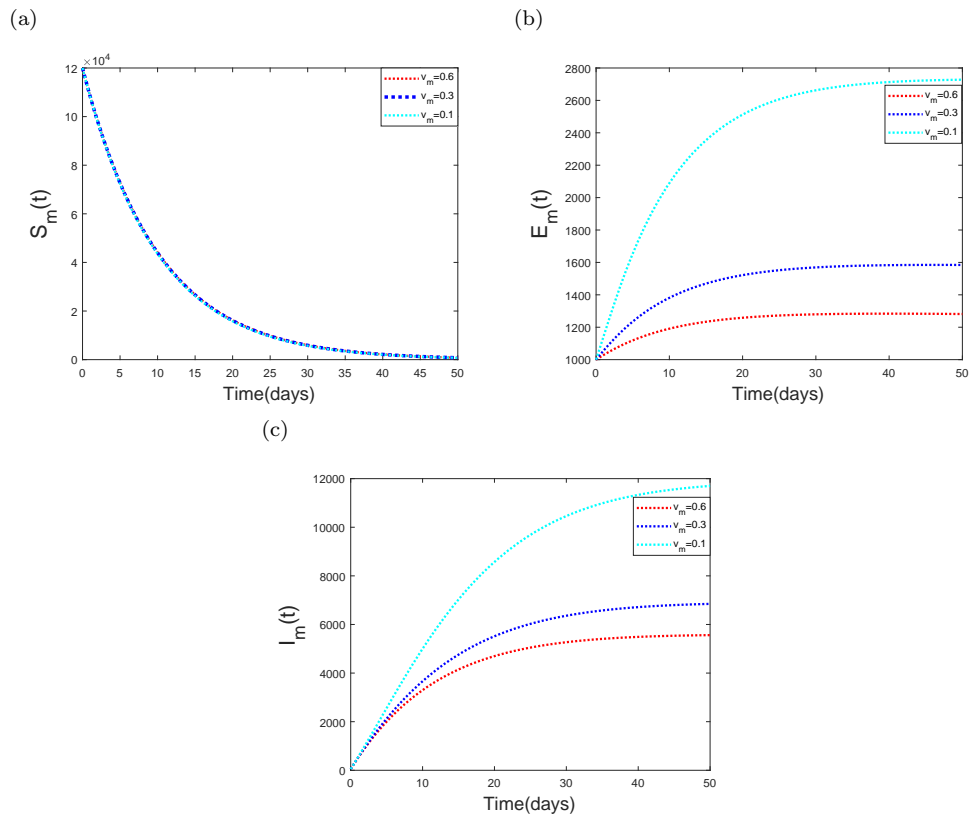 (a)
×10⁴
12
10
8
6
4
2
0
S_m(t)
0 5 10 15 20 25 30 35 40 45 50
Time(days)
v_m=0.6
v_m=0.3
v_m=0.1
(b)
2800
2600
2400
2200
2000
1800
1600
1400
1200
1000
E_m(t)
0 10 20 30 40 50
Time(days)
v_m=0.6
v_m=0.3
v_m=0.1
(c)
12000
10000
8000
6000
4000
2000
0
I_m(t)
0 10 20 30 40 50
Time(days)
v_m=0.6
v_m=0.3
v_m=0.1